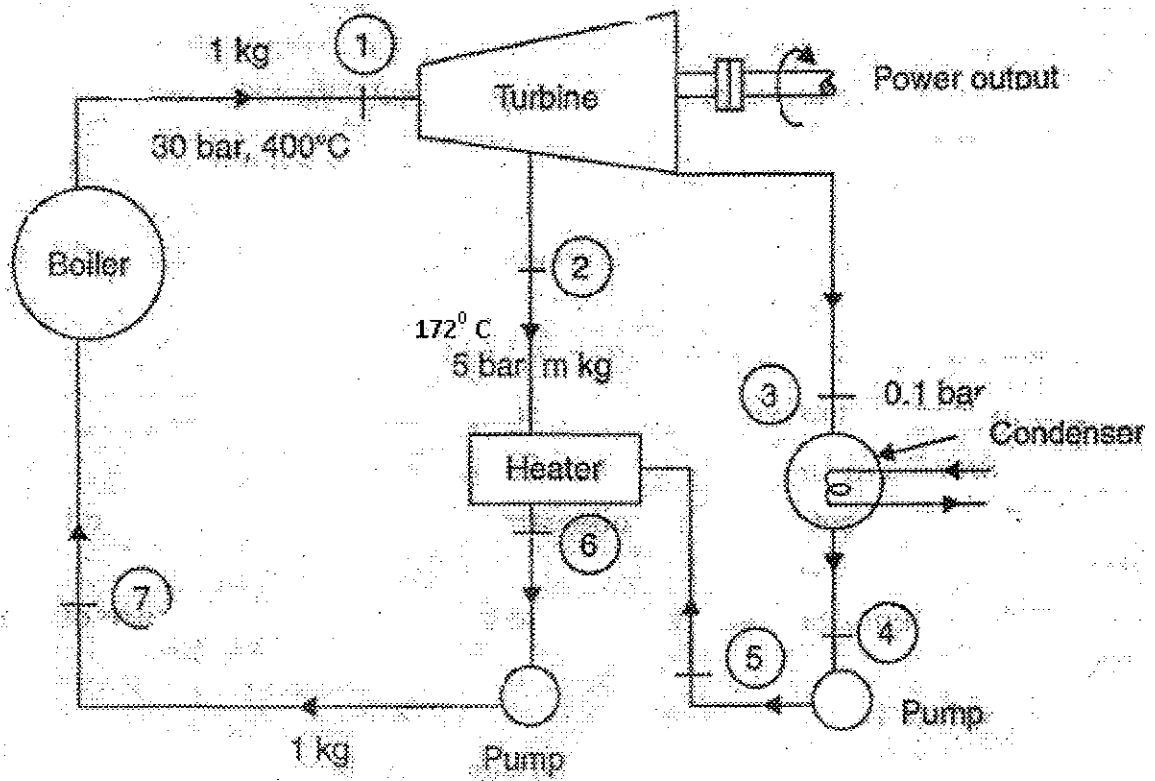 1 kg
1
Turbine
Power output
30 bar, 400°C
Boiler
2
172⁰ C
5 bar m kg
3
0.1 bar
Condenser
Heater
6
7
4
5
Pump
1 kg
Pump